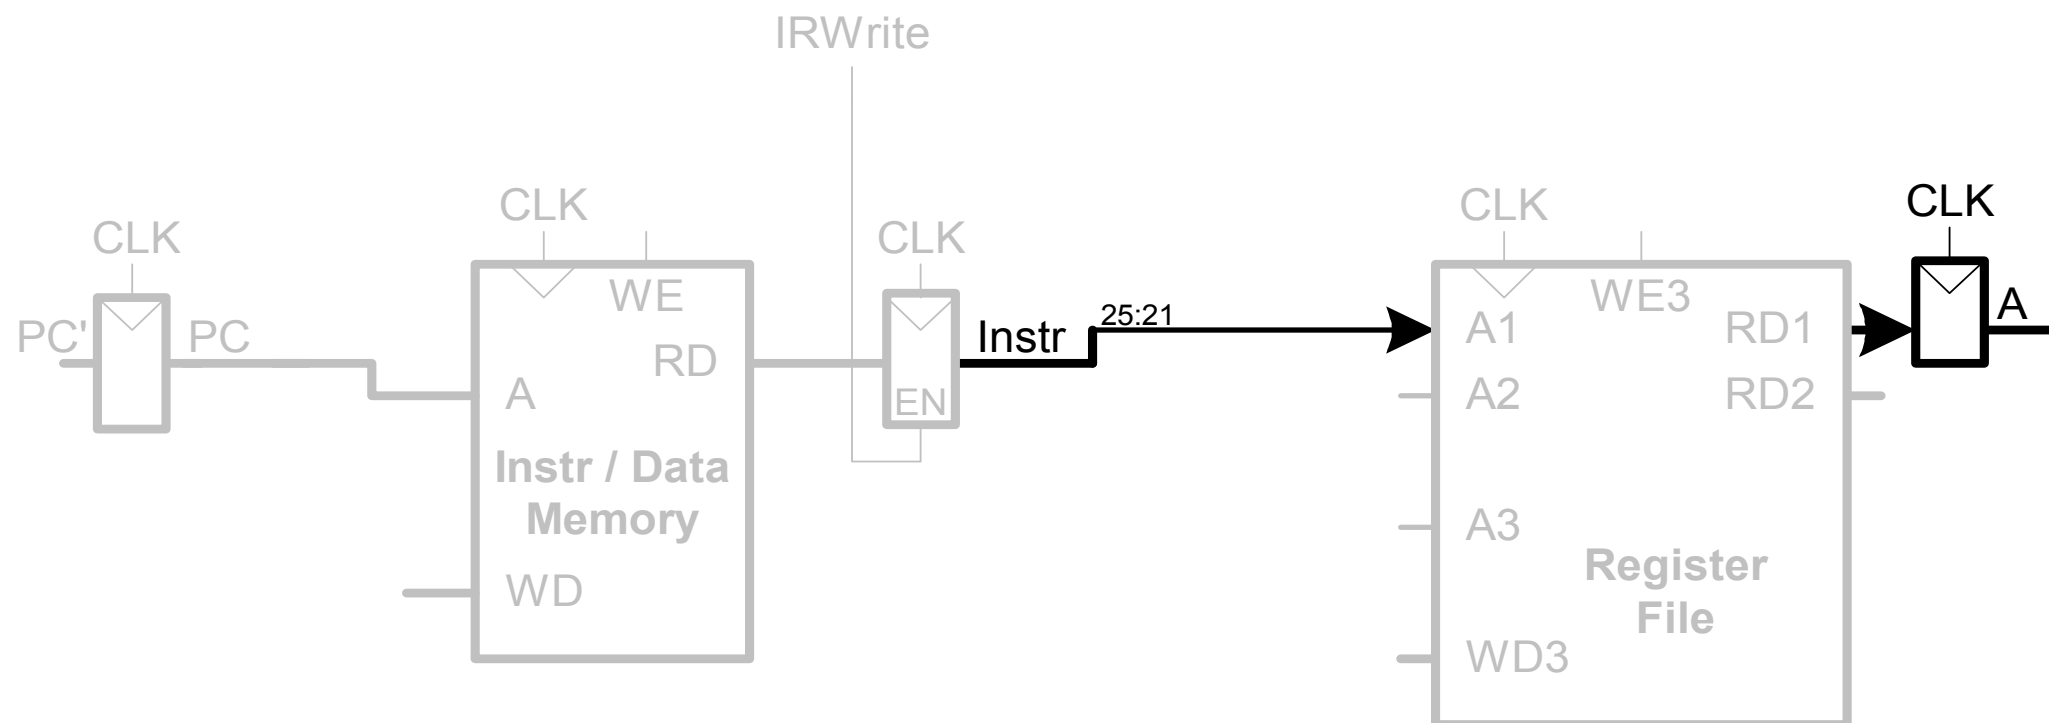 IRWrite
CLK
CLK
CLK
CLK
CLK
PC'
PC
WE
RD
A
EN
Instr / Data
Memory
WD
Instr
25:21
WE3
A1
RD1
A2
RD2
A3
Register
File
WD3
A